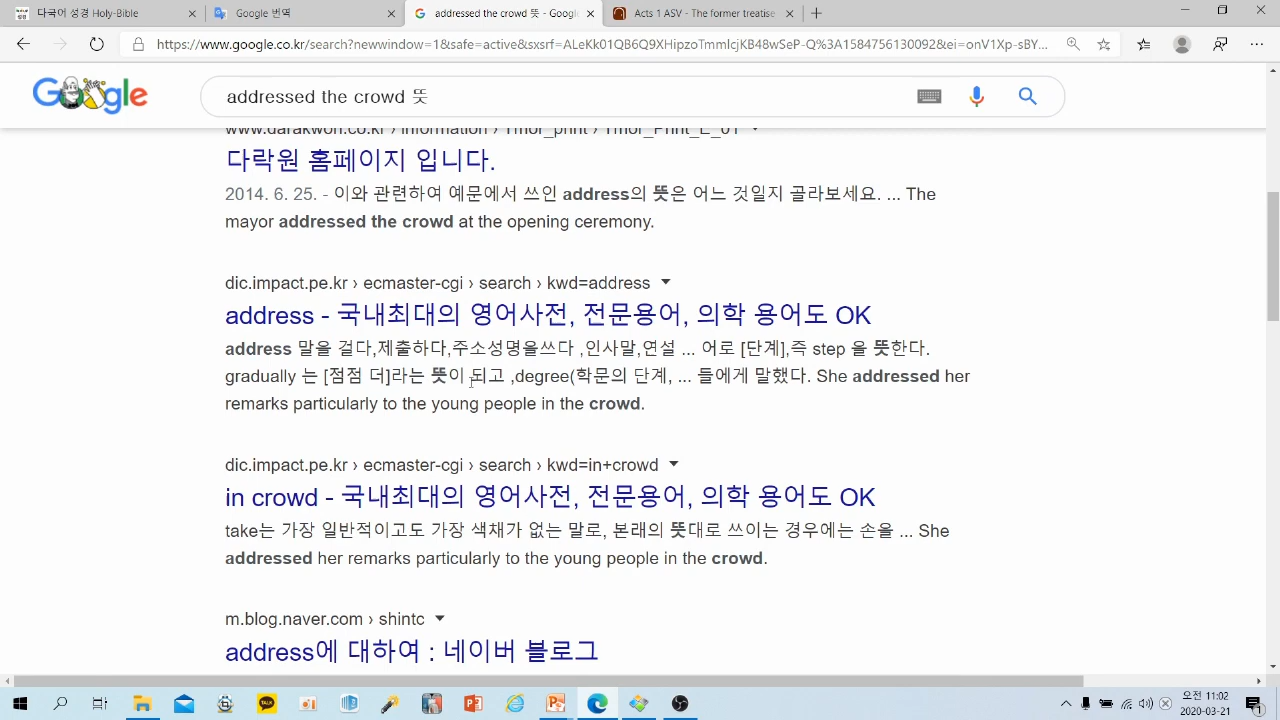 다국어 성경 Holy-Bible
Google 번역
addressed the crowd 뜻 - Google
Acts 1 ASV - The former treatise
https://www.google.co.kr/search?newwindow=1&safe=active&sxsrf=ALeKk01QB6Q9XHipzoTmmIcjKB48wSeP-Q%3A1584756130092&ei=onV1Xp-sBY...
Google
addressed the crowd 뜻
www.darakwon.co.kr › information › Tmor_print › Tmor_Print_E_01
다락원 홈페이지 입니다.
2014. 6. 25. - 이와 관련하여 예문에서 쓰인 address의 뜻은 어느 것일지 골라보세요. ... The
mayor addressed the crowd at the opening ceremony.
dic.impact.pe.kr › ecmaster-cgi › search › kwd=address
address - 국내최대의 영어사전, 전문용어, 의학 용어도 OK
address 말을 걸다,제출하다,주소성명을쓰다 ,인사말,연설 ... 어로 [단계],즉 step 을 뜻한다.
gradually 는 [점점 더]라는 뜻이 되고 ,degree(학문의 단계, ... 들에게 말했다. She addressed her
remarks particularly to the young people in the crowd.
dic.impact.pe.kr › ecmaster-cgi › search › kwd=in+crowd
in crowd - 국내최대의 영어사전, 전문용어, 의학 용어도 OK
take는 가장 일반적이고도 가장 색채가 없는 말로, 본래의 뜻대로 쓰이는 경우에는 손을 ... She
addressed her remarks particularly to the young people in the crowd.
m.blog.naver.com › shintc
address에 대하여 : 네이버 블로그
TALK
오전 11:02
2020-03-21
1